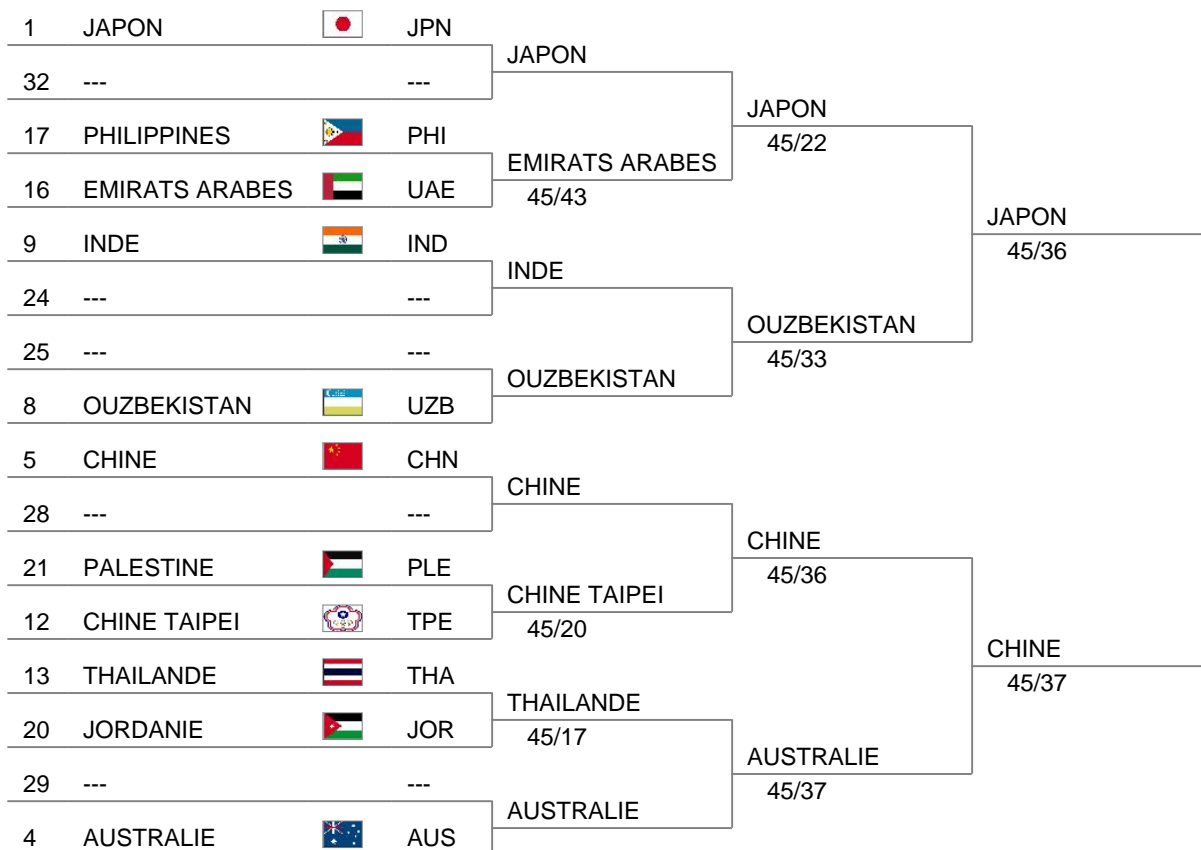 1 JAPON JPN
32 --- ---
17 PHILIPPINES PHI
16 EMIRATS ARABES UAE
9 INDE IND
24 --- ---
25 --- ---
8 OUZBEKISTAN UZB
5 CHINE CHN
28 --- ---
21 PALESTINE PLE
12 CHINE TAIPEI TPE
13 THAILANDE THA
20 JORDANIE JOR
29 --- ---
4 AUSTRALIE AUS
JAPON
EMIRATS ARABES
45/43
INDE
OUZBEKISTAN
CHINE
CHINE TAIPEI
45/20
THAILANDE
45/17
AUSTRALIE
JAPON
45/22
OUZBEKISTAN
45/33
CHINE
45/36
AUSTRALIE
45/37
JAPON
45/36
CHINE
45/37